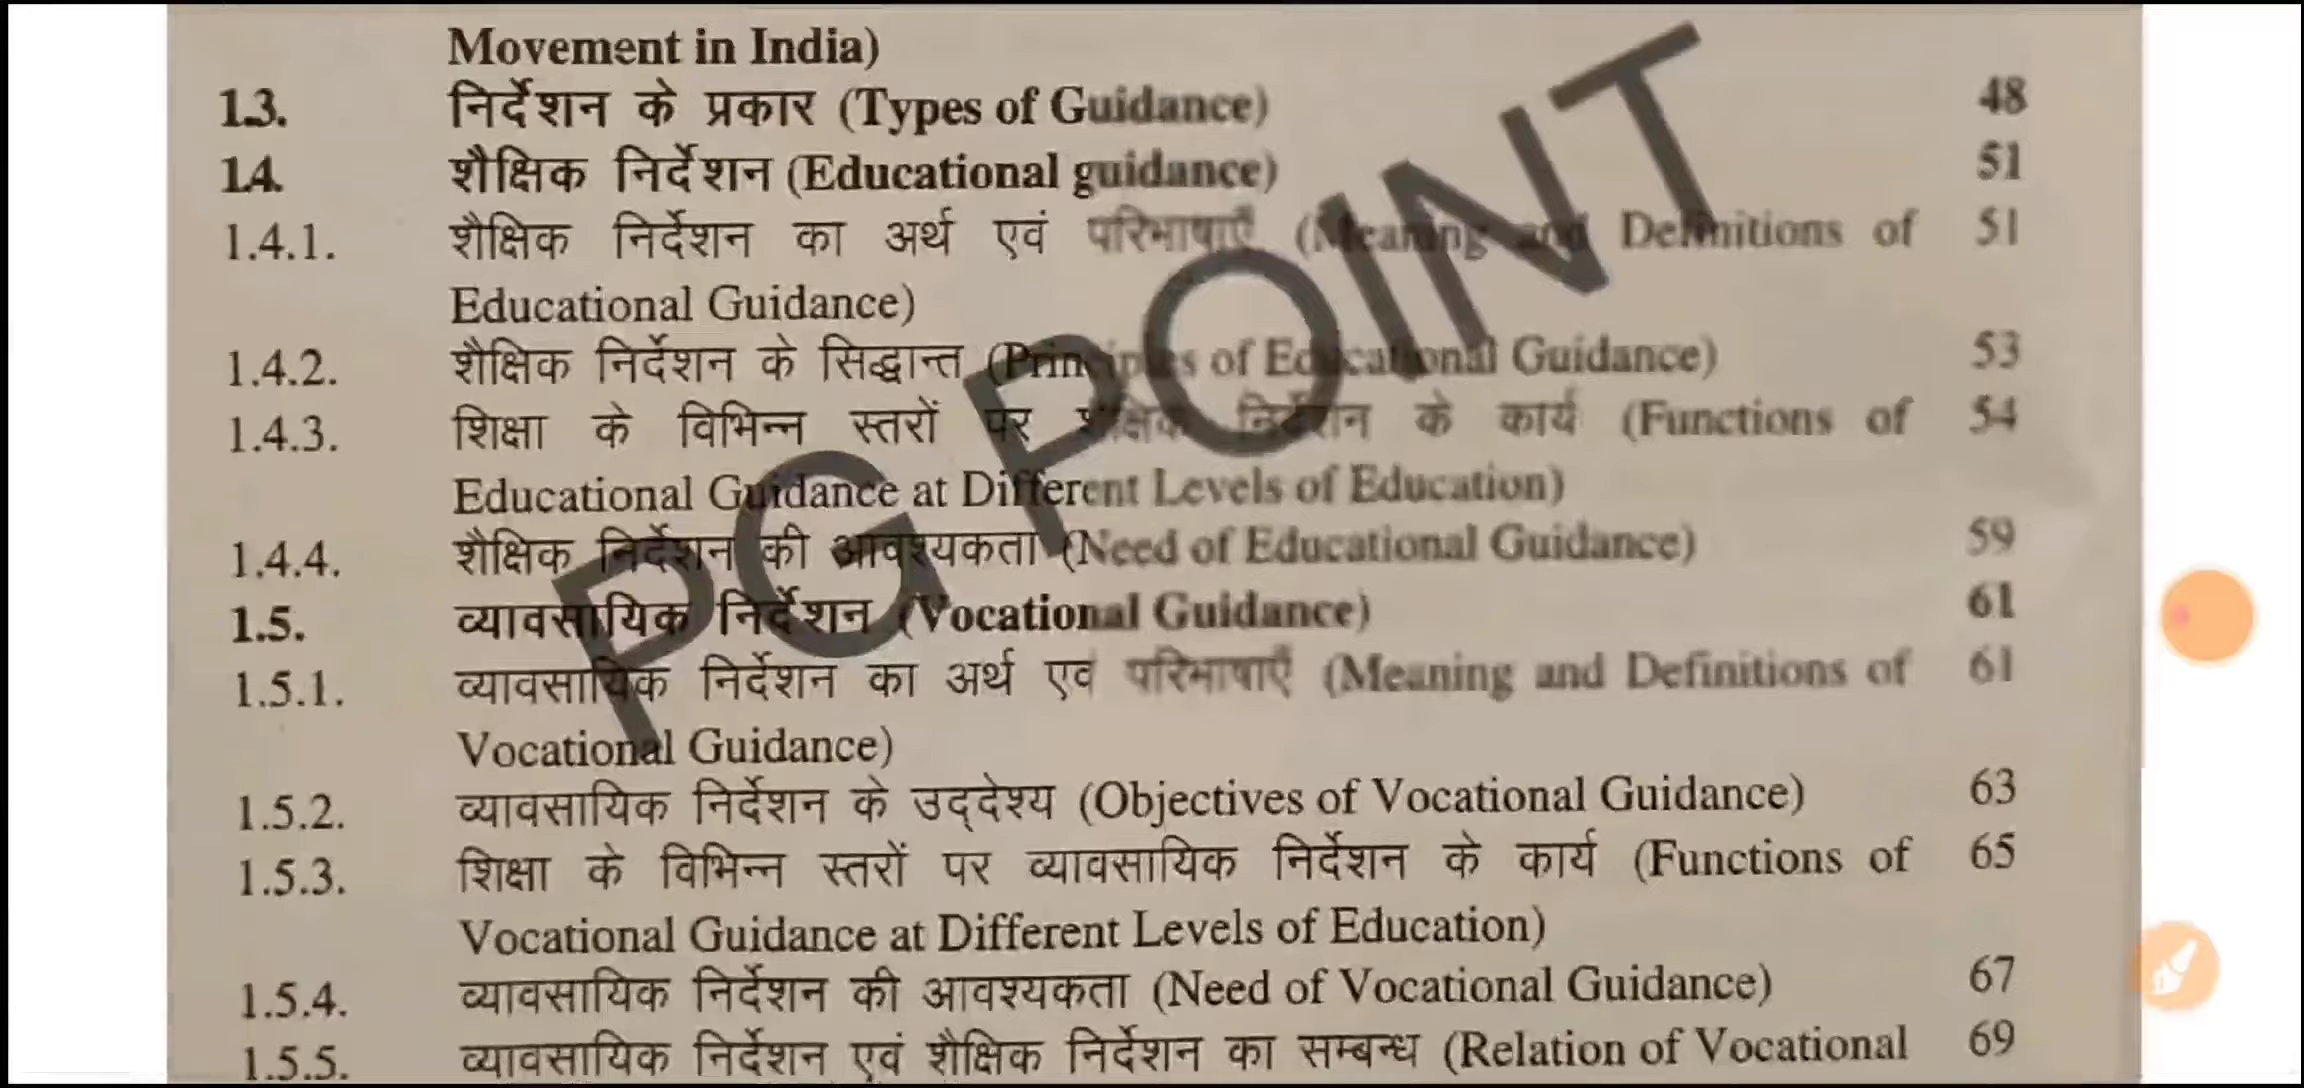 Movement in India)
1.3. निर्देशन के प्रकार (Types of Guidance) 48
1.4. शैक्षिक निर्देशन (Educational guidance) 51
1.4.1. शैक्षिक निर्देशन का अर्थ एवं परिभाषाएँ (Meaning and Definitions of 51
Educational Guidance)
1.4.2. शैक्षिक निर्देशन के सिद्धान्त (Principles of Educational Guidance) 53
1.4.3. शिक्षा के विभिन्न स्तरों पर शैक्षिक निर्देशन के कार्य (Functions of 54
Educational Guidance at Different Levels of Education)
1.4.4. शैक्षिक निर्देशन की आवश्यकता (Need of Educational Guidance) 59
1.5. व्यावसायिक निर्देशन (Vocational Guidance) 61
1.5.1. व्यावसायिक निर्देशन का अर्थ एवं परिभाषाएँ (Meaning and Definitions of 61
Vocational Guidance)
1.5.2. व्यावसायिक निर्देशन के उद्देश्य (Objectives of Vocational Guidance) 63
1.5.3. शिक्षा के विभिन्न स्तरों पर व्यावसायिक निर्देशन के कार्य (Functions of 65
Vocational Guidance at Different Levels of Education)
1.5.4. व्यावसायिक निर्देशन की आवश्यकता (Need of Vocational Guidance) 67
1.5.5. व्यावसायिक निर्देशन एवं शैक्षिक निर्देशन का सम्बन्ध (Relation of Vocational 69
PG POINT